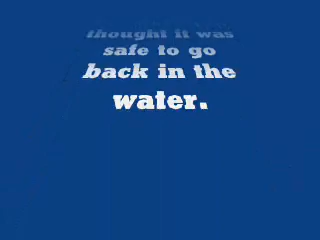 thought it was
safe to go
back in the
water.